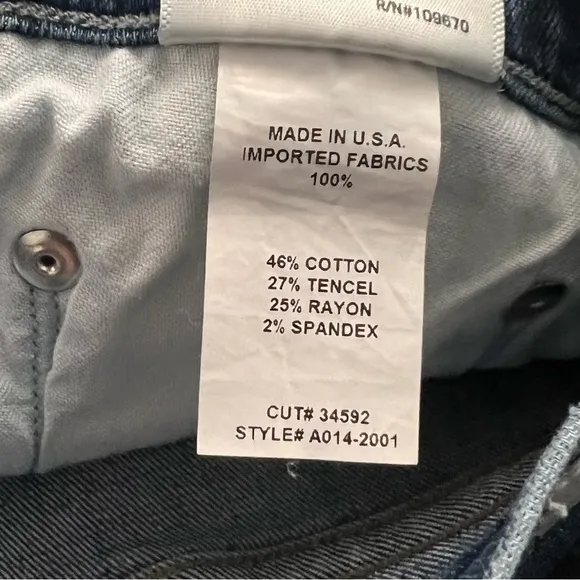 R/N#109670
MADE IN U.S.A.
IMPORTED FABRICS
100%
46% COTTON
27% TENCEL
25% RAYON
2% SPANDEX
CUT# 34592
STYLE# A014-2001